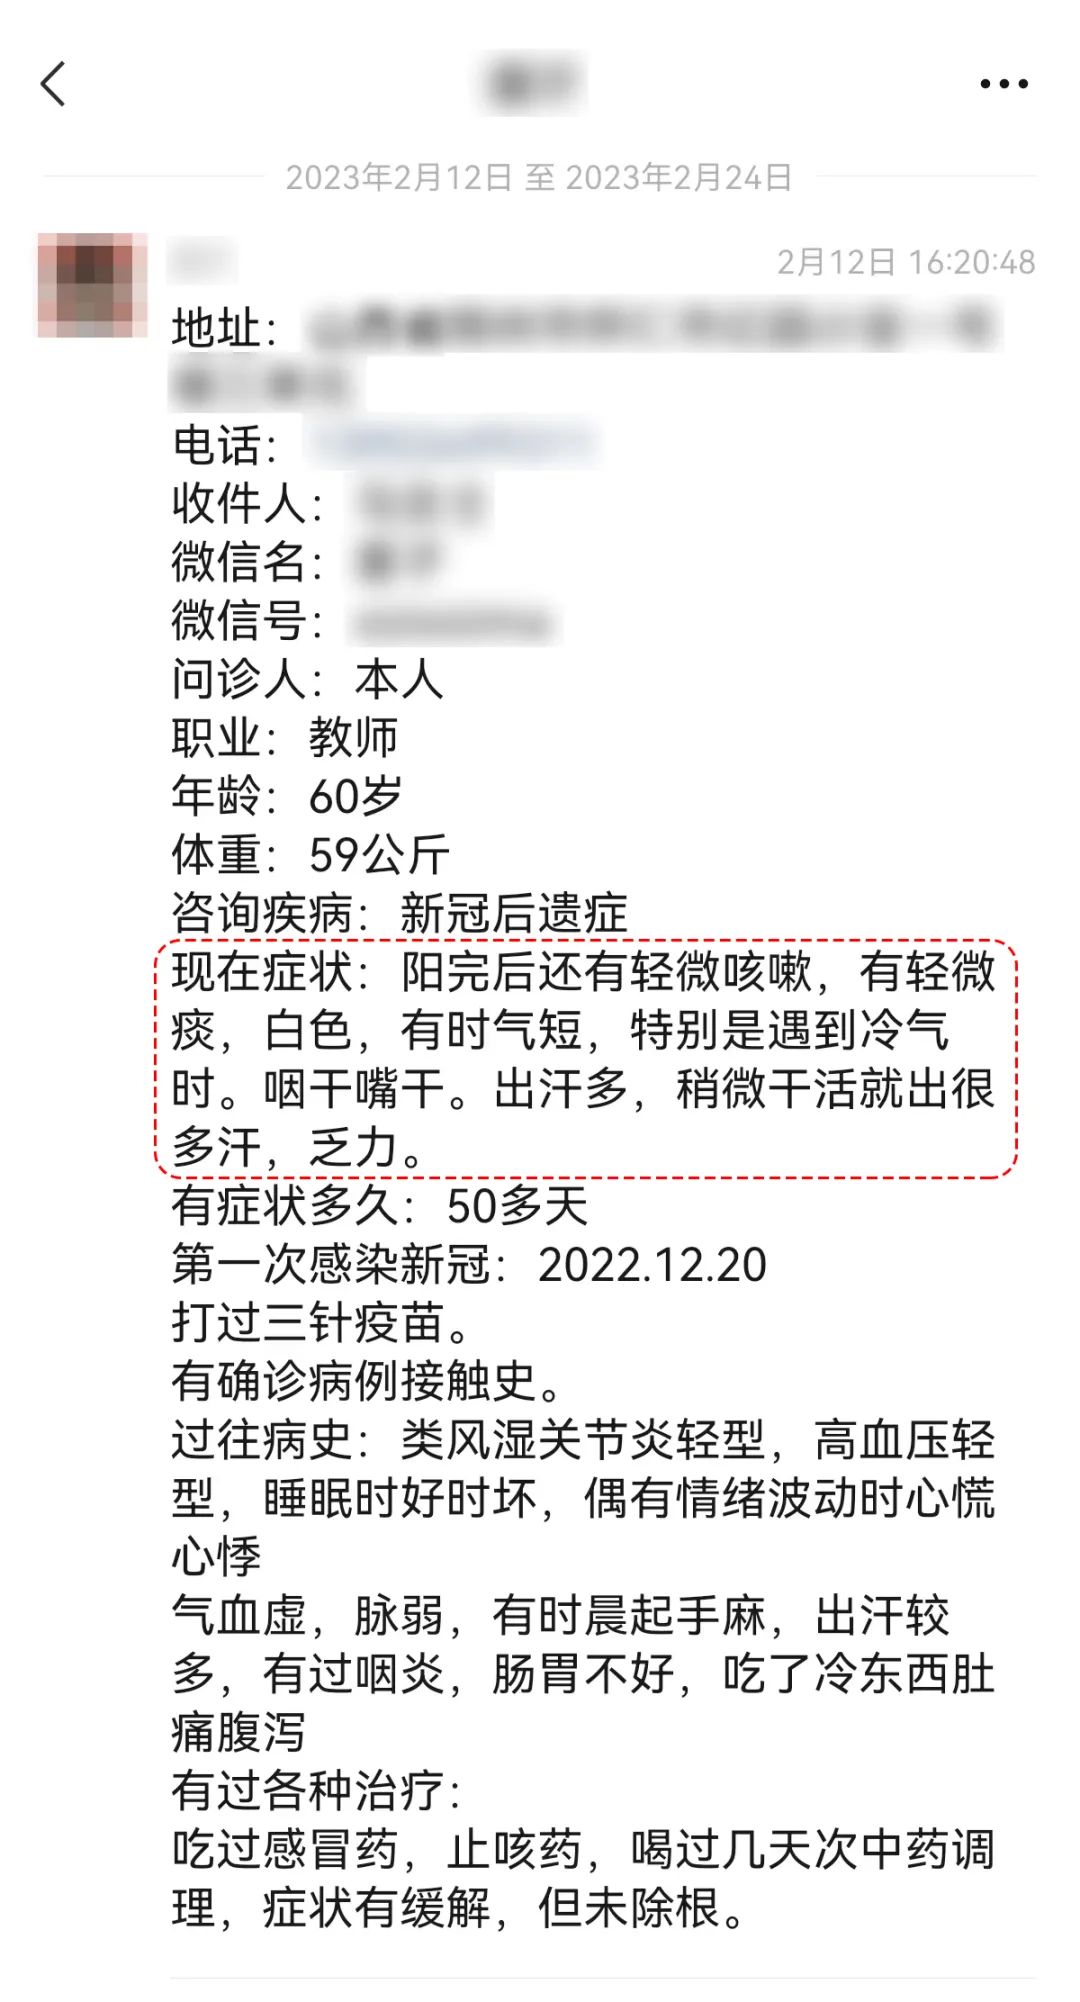 2023年2月12日 至 2023年2月24日
2月12日 16:20:48
地址：
电话：
收件人：
微信名：
微信号：
问诊人：本人
职业：教师
年龄：60岁
体重：59公斤
咨询疾病：新冠后遗症
现在症状：阳完后还有轻微咳嗽，有轻微
痰，白色，有时气短，特别是遇到冷气
时。咽干嘴干。出汗多，稍微干活就出很
多汗，乏力。
有症状多久：50多天
第一次感染新冠：2022.12.20
打过三针疫苗。
有确诊病例接触史。
过往病史：类风湿关节炎轻型，高血压轻
型，睡眠时好时坏，偶有情绪波动时心慌
心悸
气血虚，脉弱，有时晨起手麻，出汗较
多，有过咽炎，肠胃不好，吃了冷东西肚
痛腹泻
有过各种治疗：
吃过感冒药，止咳药，喝过几天次中药调
理，症状有缓解，但未除根。